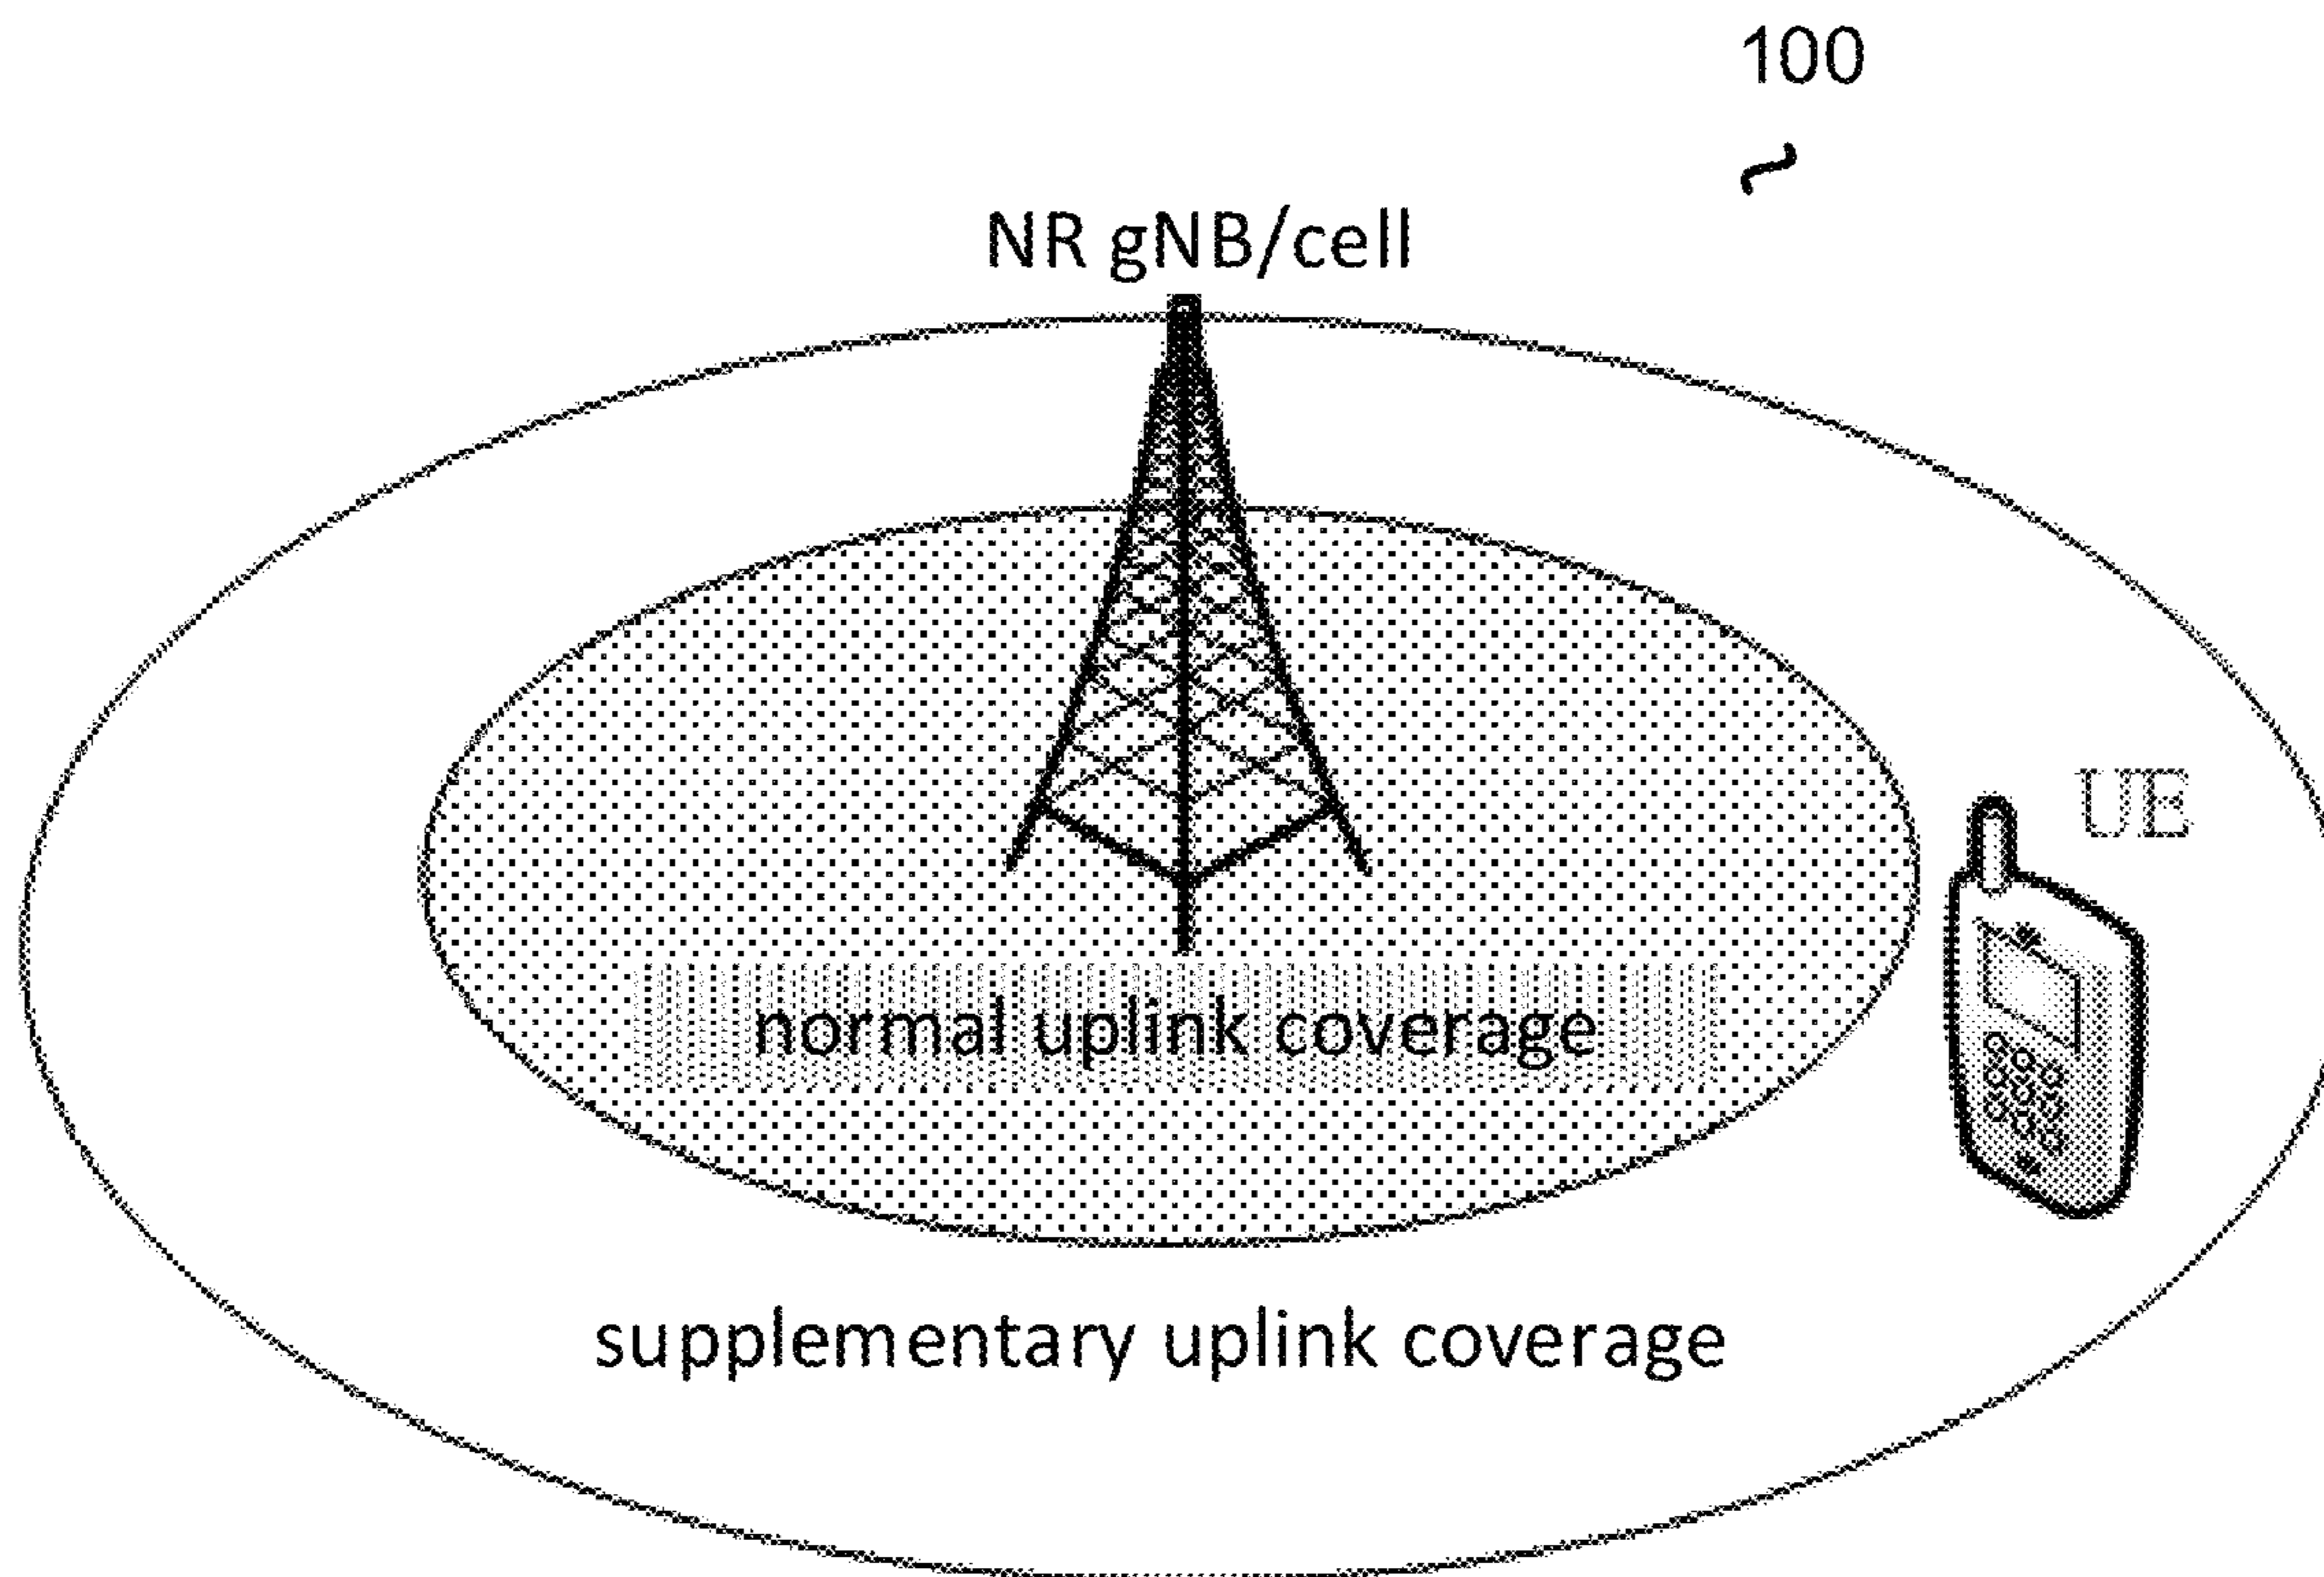 100
NR gNB/cell
UE
normal uplink coverage
supplementary uplink coverage